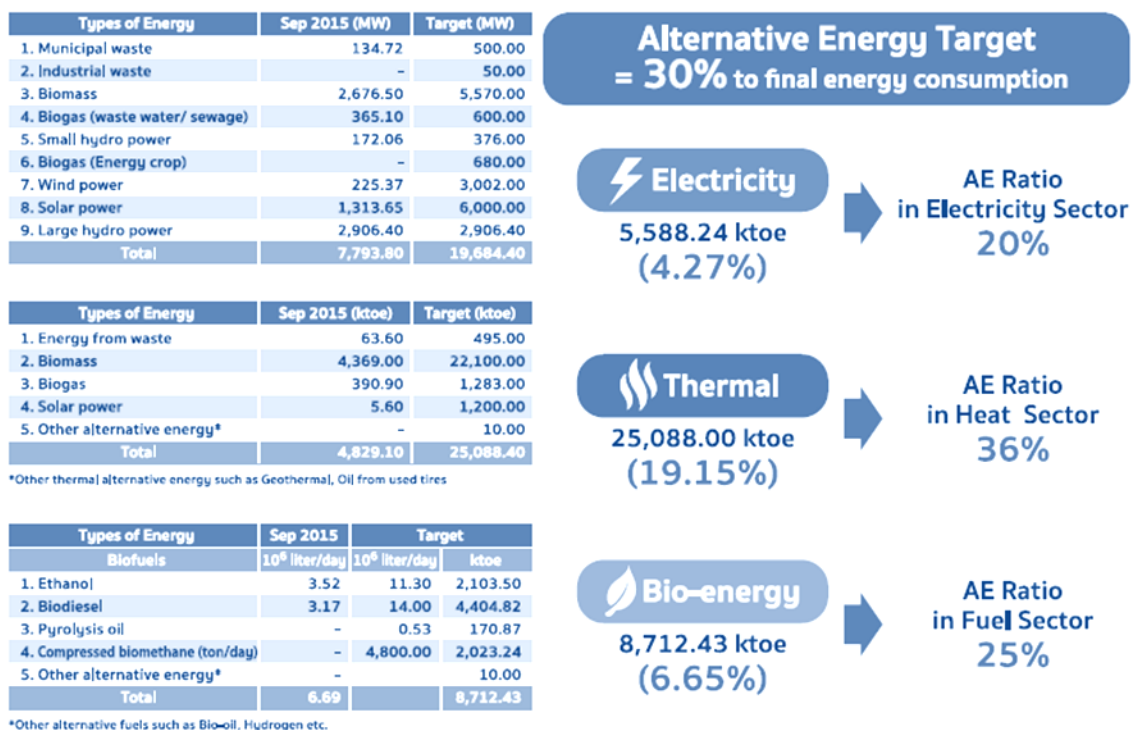 Types of Energy Sep 2015 (MW) Target (MW)
1. Municipal waste 134.72 500.00
2. Industrial waste – 50.00
3. Biomass 2,676.50 5,570.00
4. Biogas (waste water/ sewage) 365.10 600.00
5. Small hydro power 172.06 376.00
6. Biogas (Energy crop) – 680.00
7. Wind power 225.37 3,002.00
8. Solar power 1,313.65 6,000.00
9. Large hydro power 2,906.40 2,906.40
Total 7,793.80 19,684.40
Types of Energy Sep 2015 (ktoe) Target (ktoe)
1. Energy from waste 63.60 495.00
2. Biomass 4,369.00 22,100.00
3. Biogas 390.90 1,283.00
4. Solar power 5.60 1,200.00
5. Other alternative energy* – 10.00
Total 4,829.10 25,088.40
*Other thermal alternative energy such as Geothermal, Oil from used tires
Types of Energy Sep 2015 Target
Biofuels 10⁶ liter/day 10⁶ liter/day ktoe
1. Ethanol 3.52 11.30 2,103.50
2. Biodiesel 3.17 14.00 4,404.82
3. Pyrolysis oil – 0.53 170.87
4. Compressed biomethane (ton/day) – 4,800.00 2,023.24
5. Other alternative energy* – 10.00
Total 6.69 8,712.43
*Other alternative fuels such as Bio-oil, Hydrogen etc.
Alternative Energy Target
= 30% to final energy consumption
Electricity
5,588.24 ktoe
(4.27%)
AE Ratio
in Electricity Sector
20%
Thermal
25,088.00 ktoe
(19.15%)
AE Ratio
in Heat Sector
36%
Bio-energy
8,712.43 ktoe
(6.65%)
AE Ratio
in Fuel Sector
25%